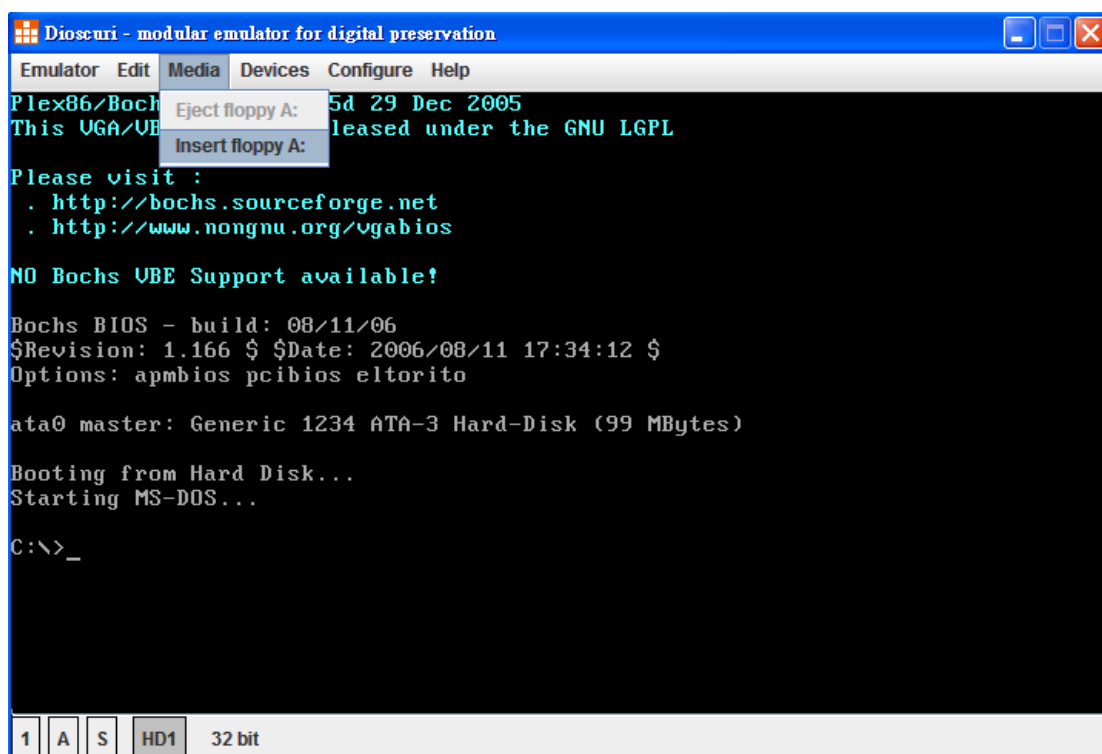 Dioscuri - modular emulator for digital preservation
Emulator Edit Media Devices Configure Help
Eject floppy A:
Insert floppy A:
Plex86/Boch 5d 29 Dec 2005
This VGA/VB leased under the GNU LGPL
Please visit :
. http://bochs.sourceforge.net
. http://www.nongnu.org/vgabios
NO Bochs VBE Support available!
Bochs BIOS - build: 08/11/06
$Revision: 1.166 $ $Date: 2006/08/11 17:34:12 $
Options: apmbios pcibios eltorito
ata0 master: Generic 1234 ATA-3 Hard-Disk (99 MBytes)
Booting from Hard Disk...
Starting MS-DOS...
C:\>_
1 A S HD1 32 bit